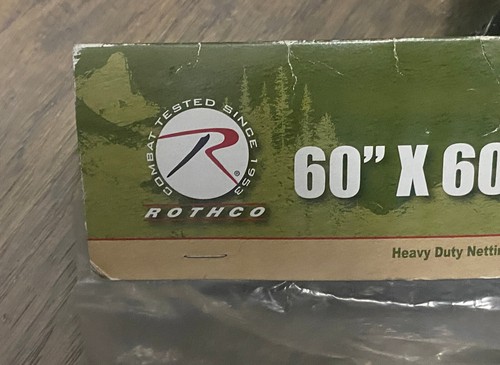 COMBAT TESTED SINCE 1953
R®
ROTHCO
60" X 60
Heavy Duty Netti